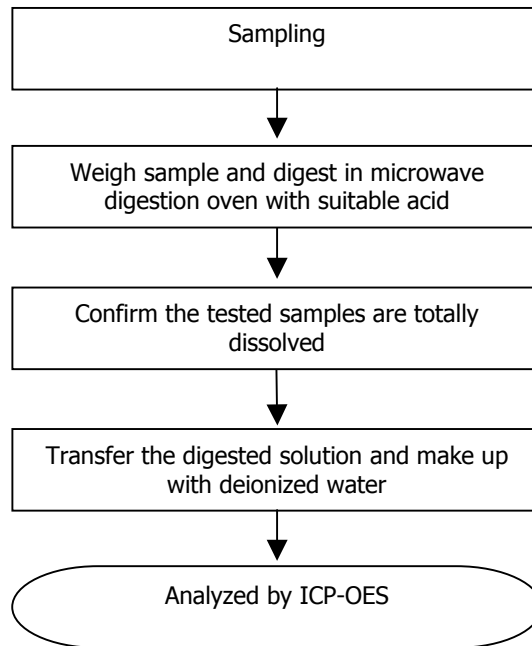 Sampling
Weigh sample and digest in microwave
digestion oven with suitable acid
Confirm the tested samples are totally
dissolved
Transfer the digested solution and make up
with deionized water
Analyzed by ICP-OES